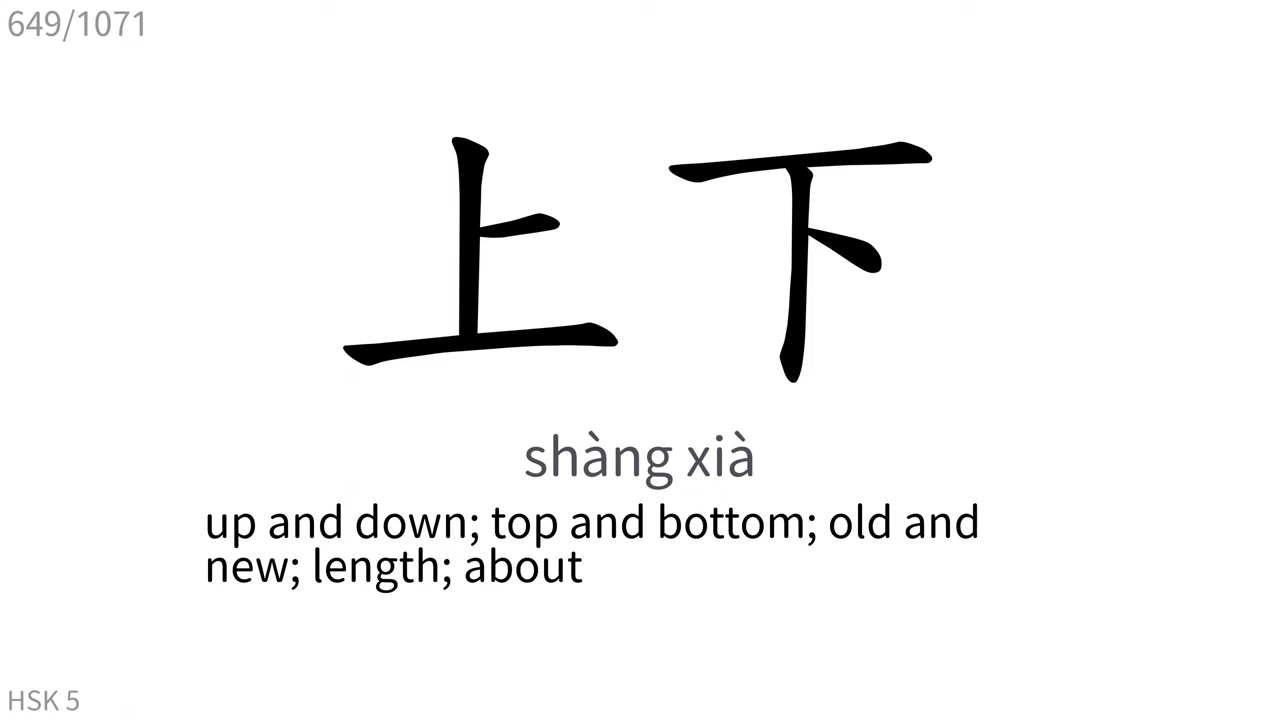 649/1071
上下
shàng xià
up and down; top and bottom; old and
new; length; about
HSK 5